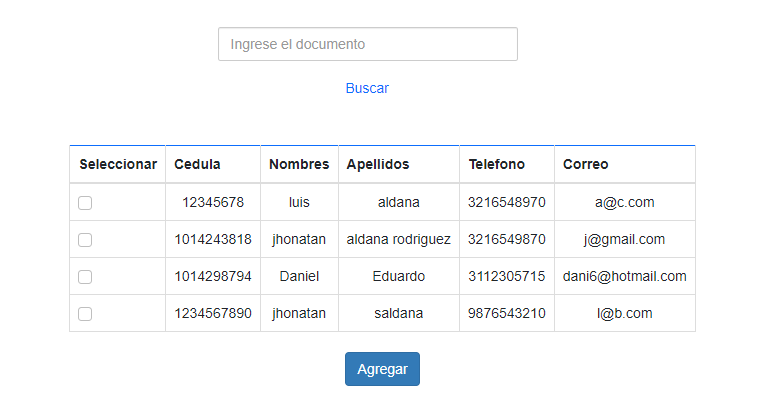 Ingrese el documento
Buscar
Seleccionar Cedula Nombres Apellidos Telefono Correo
12345678 luis aldana 3216548970 a@c.com
1014243818 jhonatan aldana rodriguez 3216549870 j@gmail.com
1014298794 Daniel Eduardo 3112305715 dani6@hotmail.com
1234567890 jhonatan saldana 9876543210 l@b.com
Agregar